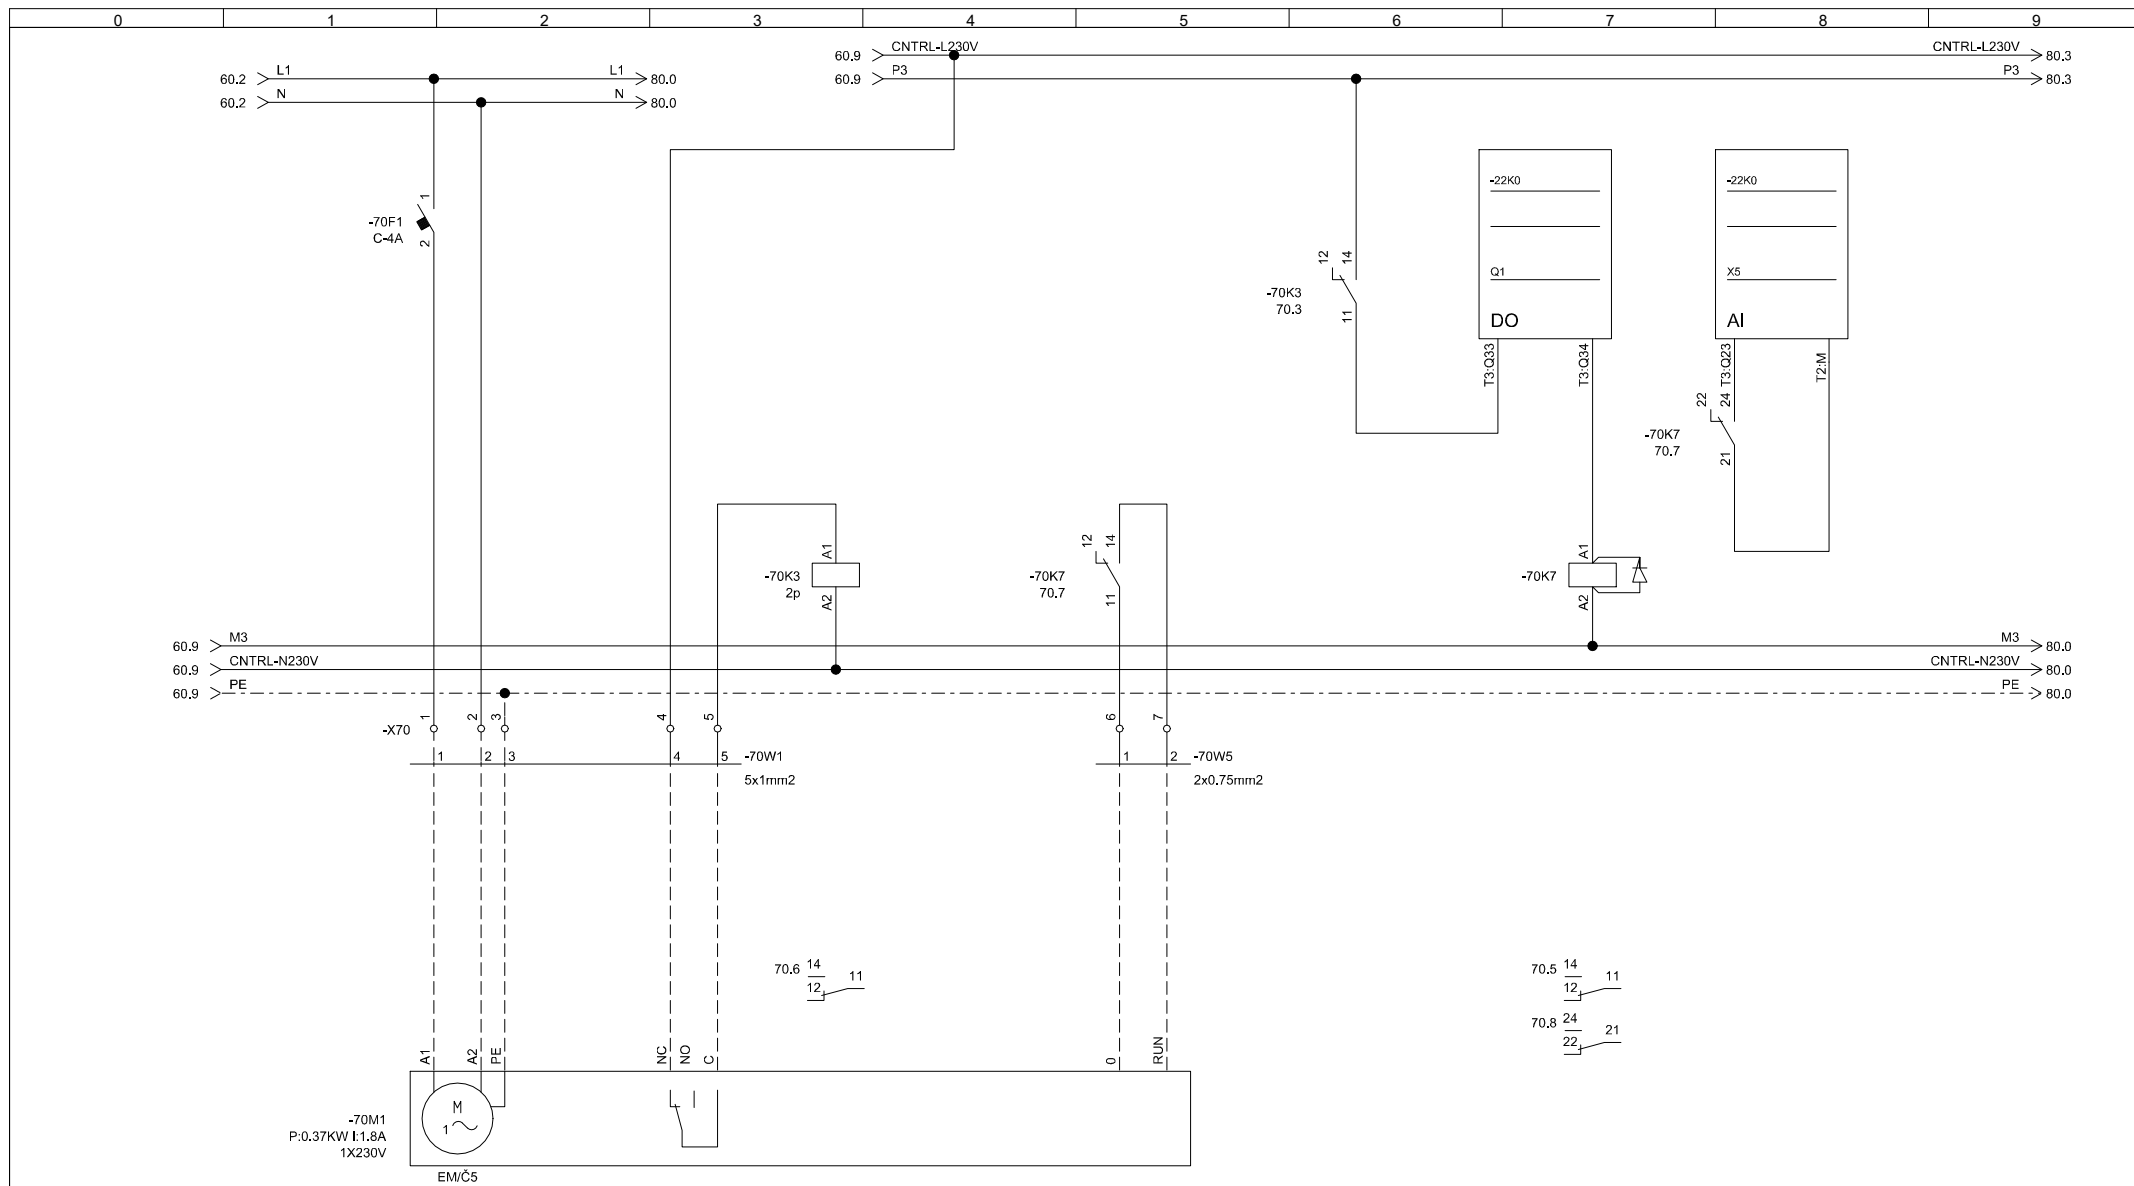 0 1 2 3 4 5 6 7 8 9
60.9 CNTRL-L230V CNTRL-L230V 80.3
60.2 L1 L1 80.0
60.9 P3 P3 80.3
60.2 N N 80.0
-22K0
-22K0
1
-70F1
C-4A
2
12 14
-70K3
70.3
11
Q1
X5
DO
AI
T3:Q33
T3:Q34
T3:Q23
T2:M
22 24
-70K7
70.7
21
A1
-70K3
2p
A2
12 14
-70K7
70.7
11
A1
-70K7
A2
60.9 M3 M3 80.0
60.9 CNTRL-N230V CNTRL-N230V 80.0
60.9 PE PE 80.0
-X70 1 2 3 4 5 6 7
1 2 3 4 5 -70W1
5x1mm2
1 2 -70W5
2x0.75mm2
70.6 14
12 11
70.5 14
12 11
70.8 24
22 21
A1 A2 PE NC NO C 0 RUN
-70M1
P:0.37KW I:1.8A
1X230V
M
1
EM/Č5